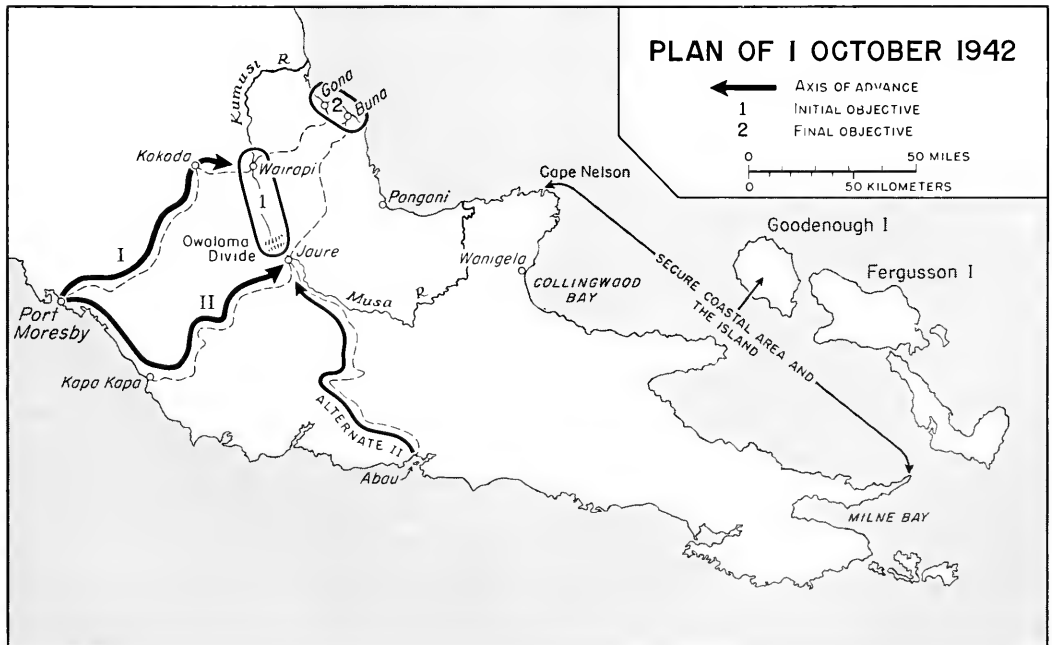 PLAN OF 1 OCTOBER 1942
AXIS OF ADVANCE
1 INITIAL OBJECTIVE
2 FINAL OBJECTIVE
0 50 MILES
0 50 KILOMETERS
Kumusi R
Gona
2
Buna
Kokoda
Wairopi
1
Pongani
Cape Nelson
Goodenough I
Fergusson I
I
Owalama
Divide
Jaure
Wanigela
COLLINGWOOD
BAY
SECURE COASTAL AREA AND
THE ISLAND
II
Musa R
Port
Moresby
Kapa Kapa
ALTERNATE II
Abau
MILNE BAY